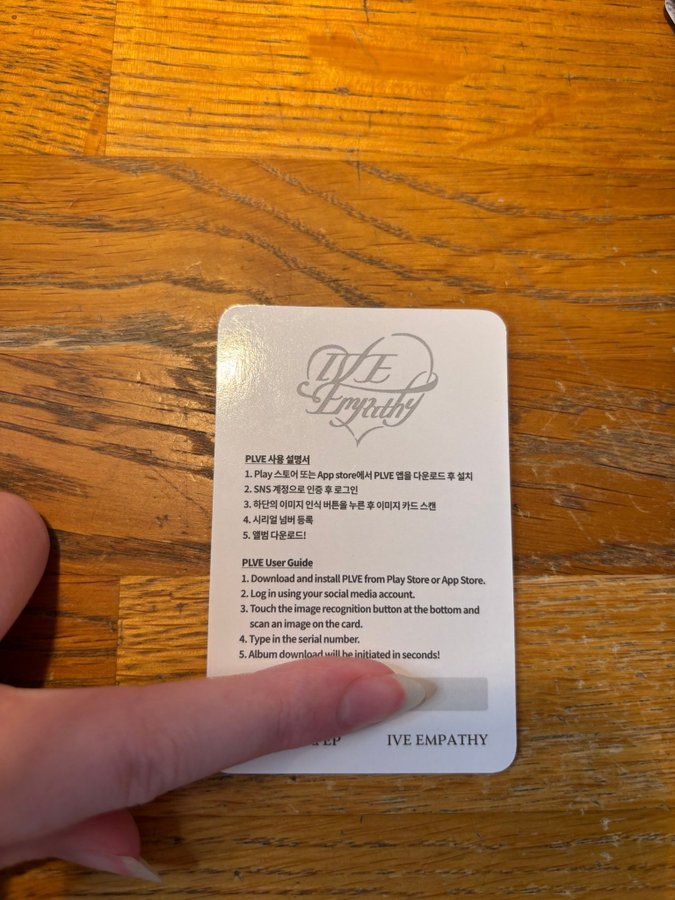 IVE
Empathy
PLVE 사용 설명서
1. Play 스토어 또는 App store에서 PLVE 앱을 다운로드 후 설치
2. SNS 계정으로 인증 후 로그인
3. 하단의 이미지 인식 버튼을 누른 후 이미지 카드 스캔
4. 시리얼 넘버 등록
5. 앨범 다운로드!
PLVE User Guide
1. Download and install PLVE from Play Store or App Store.
2. Log in using your social media account.
3. Touch the image recognition button at the bottom and
scan an image on the card.
4. Type in the serial number.
5. Album download will be initiated in seconds!
EP IVE EMPATHY